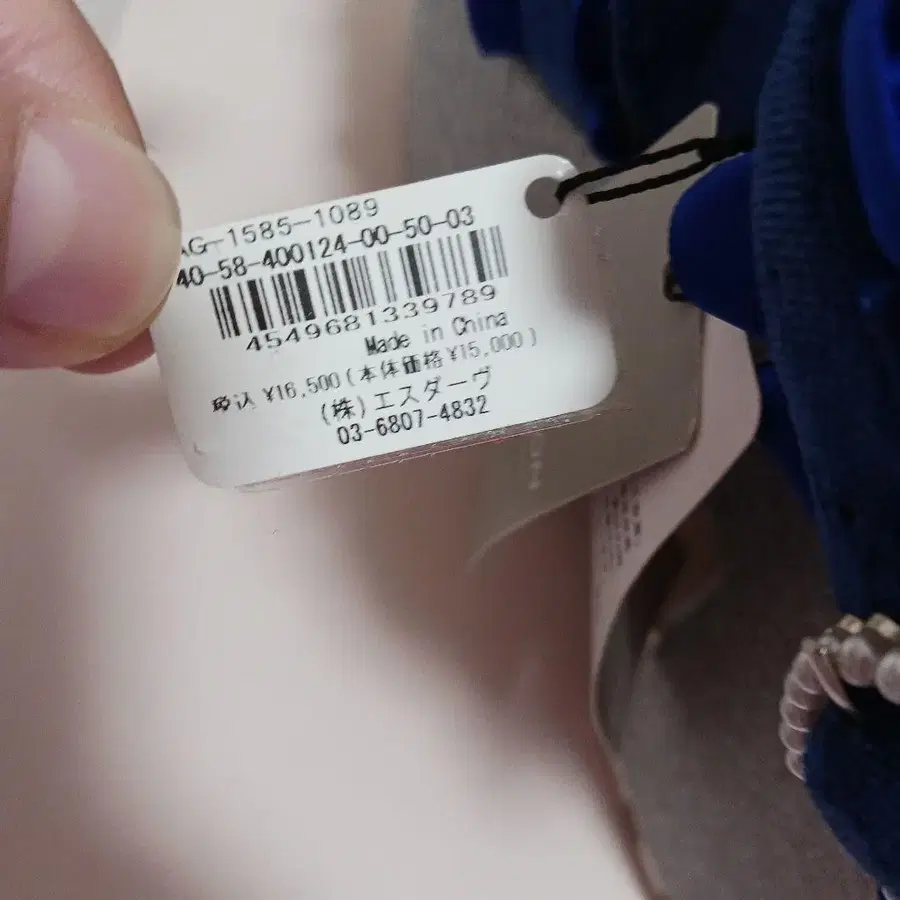 AG-1585-1089
40-58-400124-00-50-03
4549681339789
Made in China
税込 ¥16,500(本体価格¥15,000)
(株)エスダーヴ
03-6807-4832